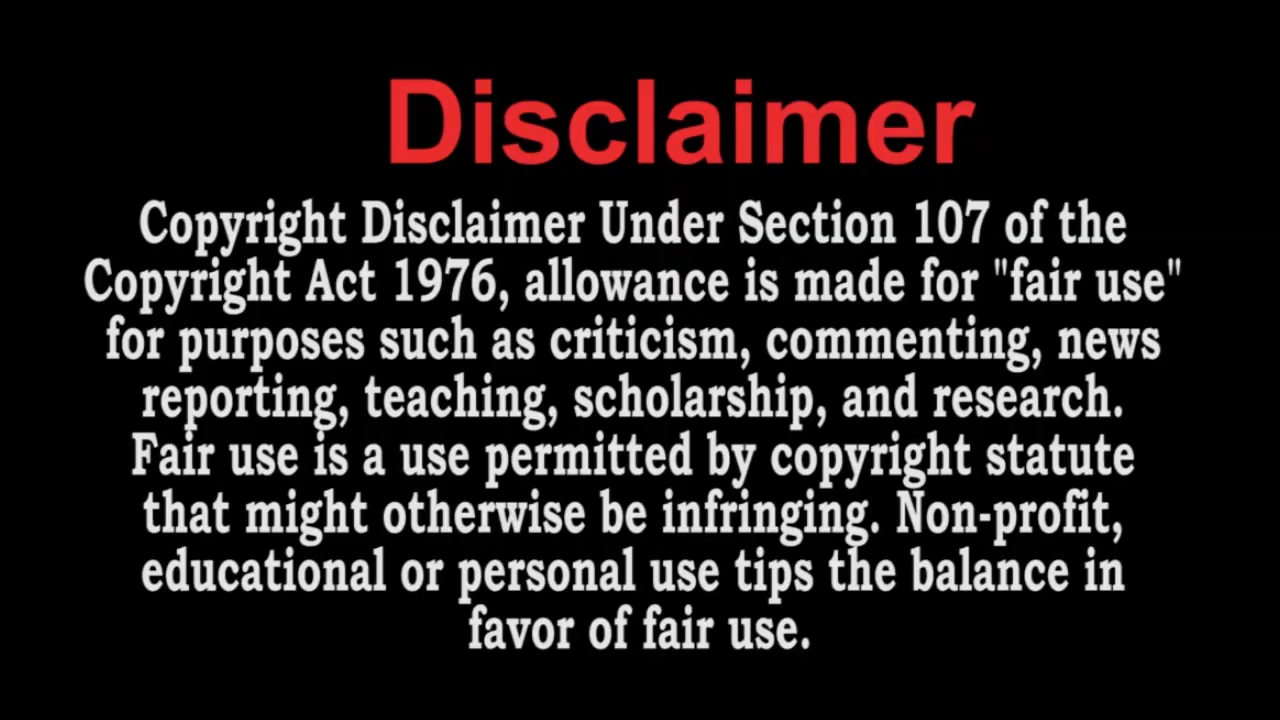 Disclaimer
Copyright Disclaimer Under Section 107 of the
Copyright Act 1976, allowance is made for "fair use"
for purposes such as criticism, commenting, news
reporting, teaching, scholarship, and research.
Fair use is a use permitted by copyright statute
that might otherwise be infringing. Non-profit,
educational or personal use tips the balance in
favor of fair use.